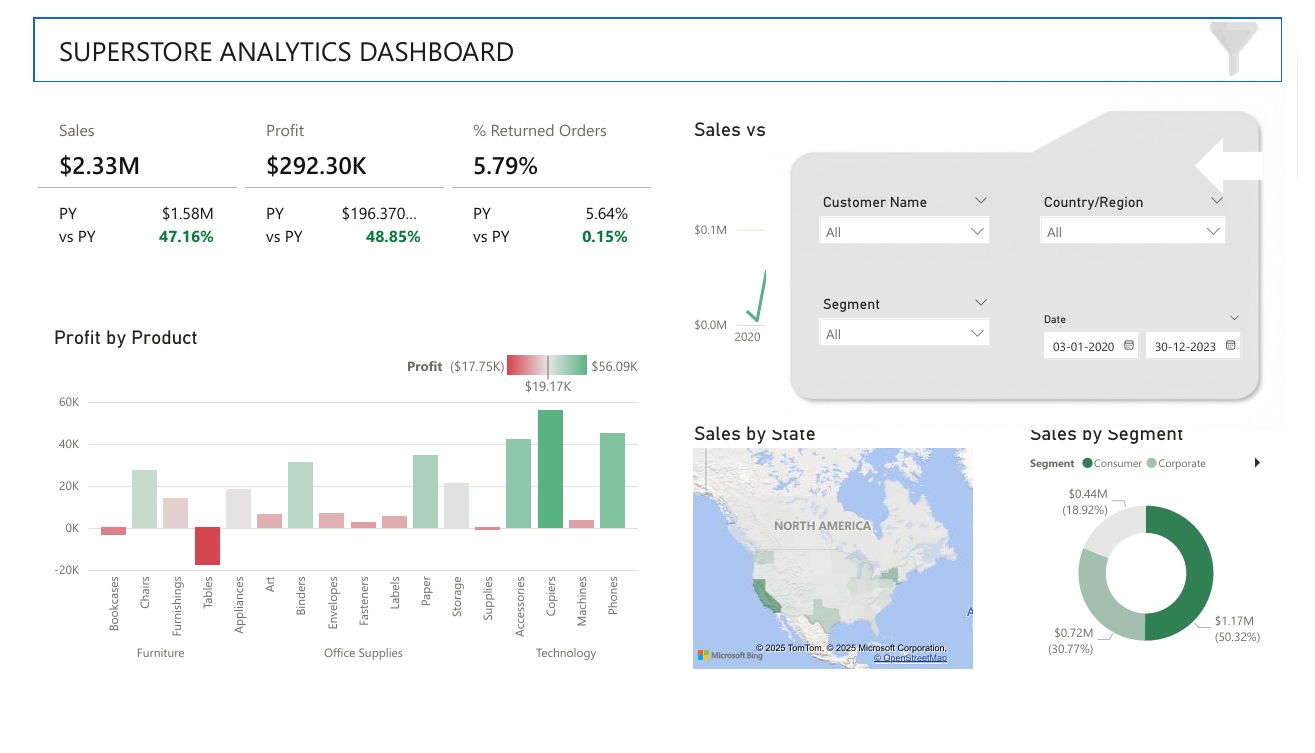 SUPERSTORE ANALYTICS DASHBOARD
Sales
$2.33M
PY $1.58M
vs PY 47.16%
Profit
$292.30K
PY $196.370...
vs PY 48.85%
% Returned Orders
5.79%
PY 5.64%
vs PY 0.15%
Sales vs
$0.1M
$0.0M
2020
Customer Name
All
Country/Region
All
Segment
All
Date
03-01-2020 30-12-2023
Profit by Product
Profit ($17.75K) $56.09K
$19.17K
60K
40K
20K
0K
-20K
Bookcases
Chairs
Furnishings
Tables
Appliances
Art
Binders
Envelopes
Fasteners
Labels
Paper
Storage
Supplies
Accessories
Copiers
Machines
Phones
Furniture Office Supplies Technology
Sales by State
NORTH AMERICA
A
© 2025 TomTom, © 2025 Microsoft Corporation,
Microsoft Bing © OpenStreetMap
Sales by Segment
Segment Consumer Corporate
$0.44M
(18.92%)
$0.72M
(30.77%)
$1.17M
(50.32%)